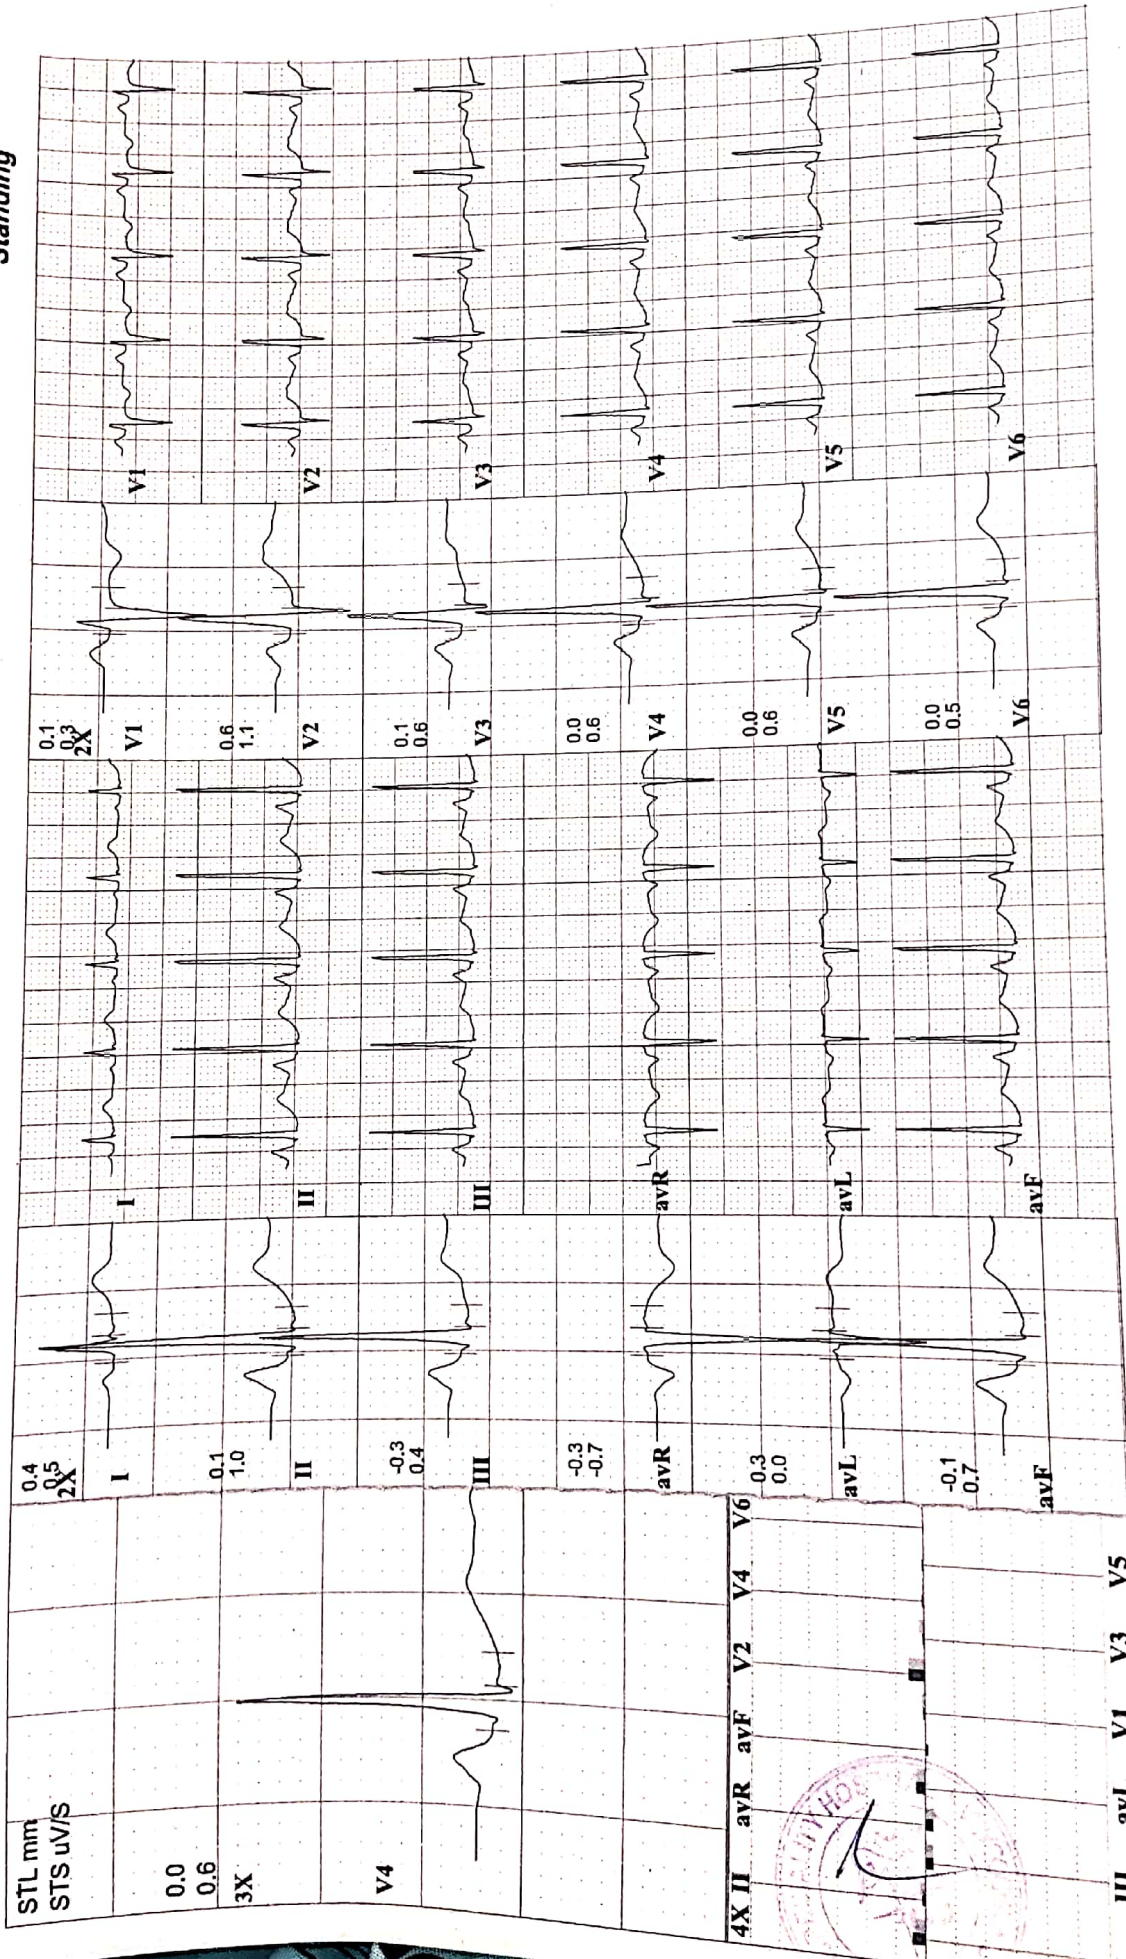 Standing
STL mm
STS uV/S
0.0
0.6
3X
V4
0.4
0.5
2X
I
0.1
1.0
II
-0.3
0.4
III
-0.3
-0.7
avR
0.3
0.0
avL
-0.1
0.7
avF
I
II
III
avR
avL
avF
0.1
0.3
2X
V1
0.6
1.1
V2
0.1
0.6
V3
0.0
0.6
V4
0.0
0.6
V5
0.0
0.5
V6
V1
V2
V3
V4
V5
V6
4X II avR avF V2 V4 V6
III avL V1 V3 V5